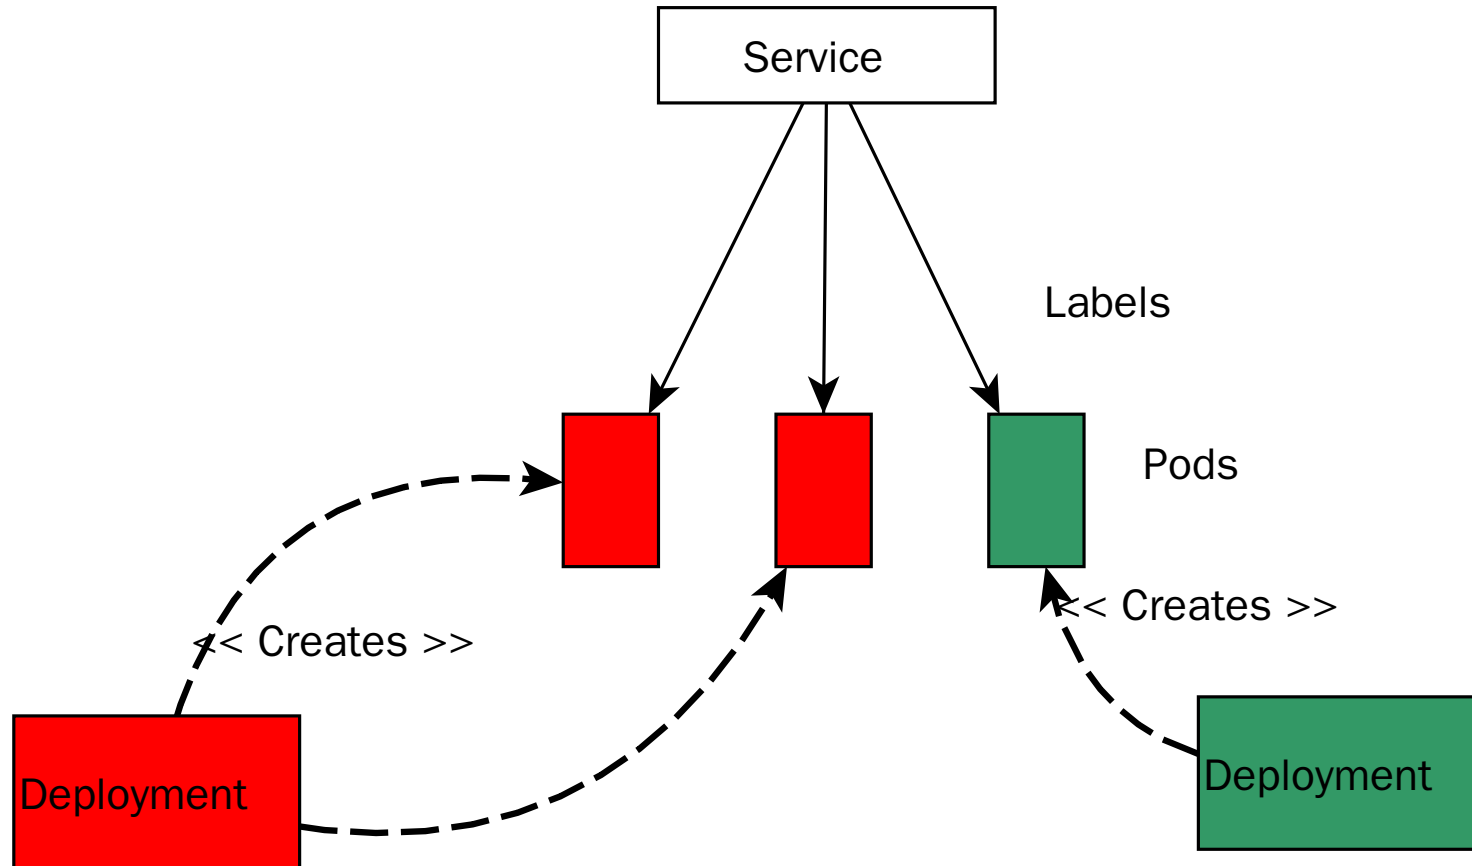 Service
Labels
Pods
<< Creates >>
<< Creates >>
Deployment
Deployment